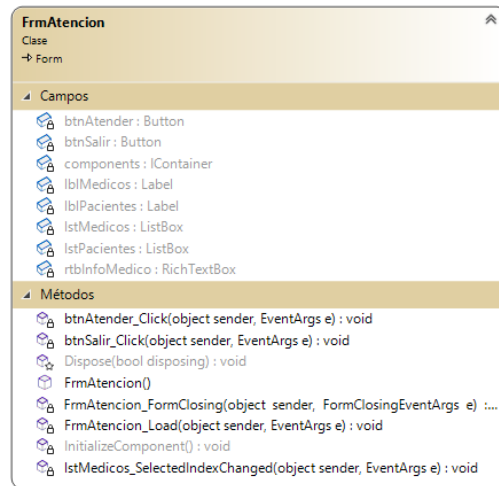 FrmAtencion
Clase
Form
Campos
btnAtender : Button
btnSalir : Button
components : IContainer
lblMedicos : Label
lblPacientes : Label
lstMedicos : ListBox
lstPacientes : ListBox
rtbInfoMedico : RichTextBox
Métodos
btnAtender_Click(object sender, EventArgs e) : void
btnSalir_Click(object sender, EventArgs e) : void
Dispose(bool disposing) : void
FrmAtencion()
FrmAtencion_FormClosing(object sender, FormClosingEventArgs e) :...
FrmAtencion_Load(object sender, EventArgs e) : void
InitializeComponent() : void
lstMedicos_SelectedIndexChanged(object sender, EventArgs e) : void